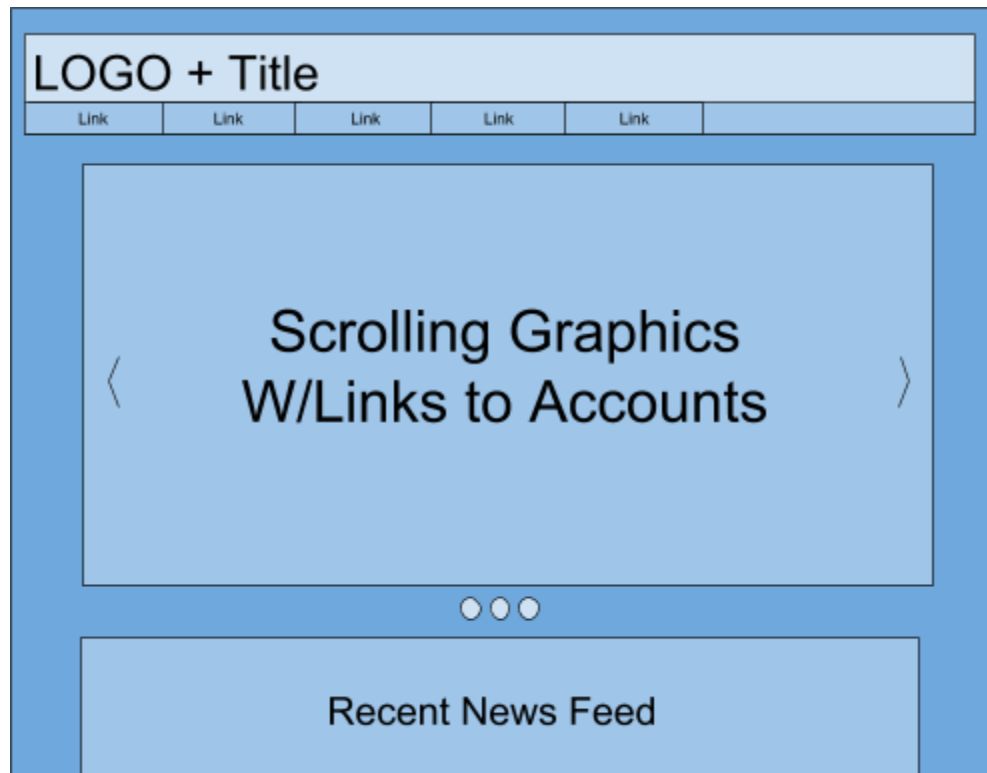 LOGO + Title
Link Link Link Link Link
Scrolling Graphics
W/Links to Accounts
Recent News Feed